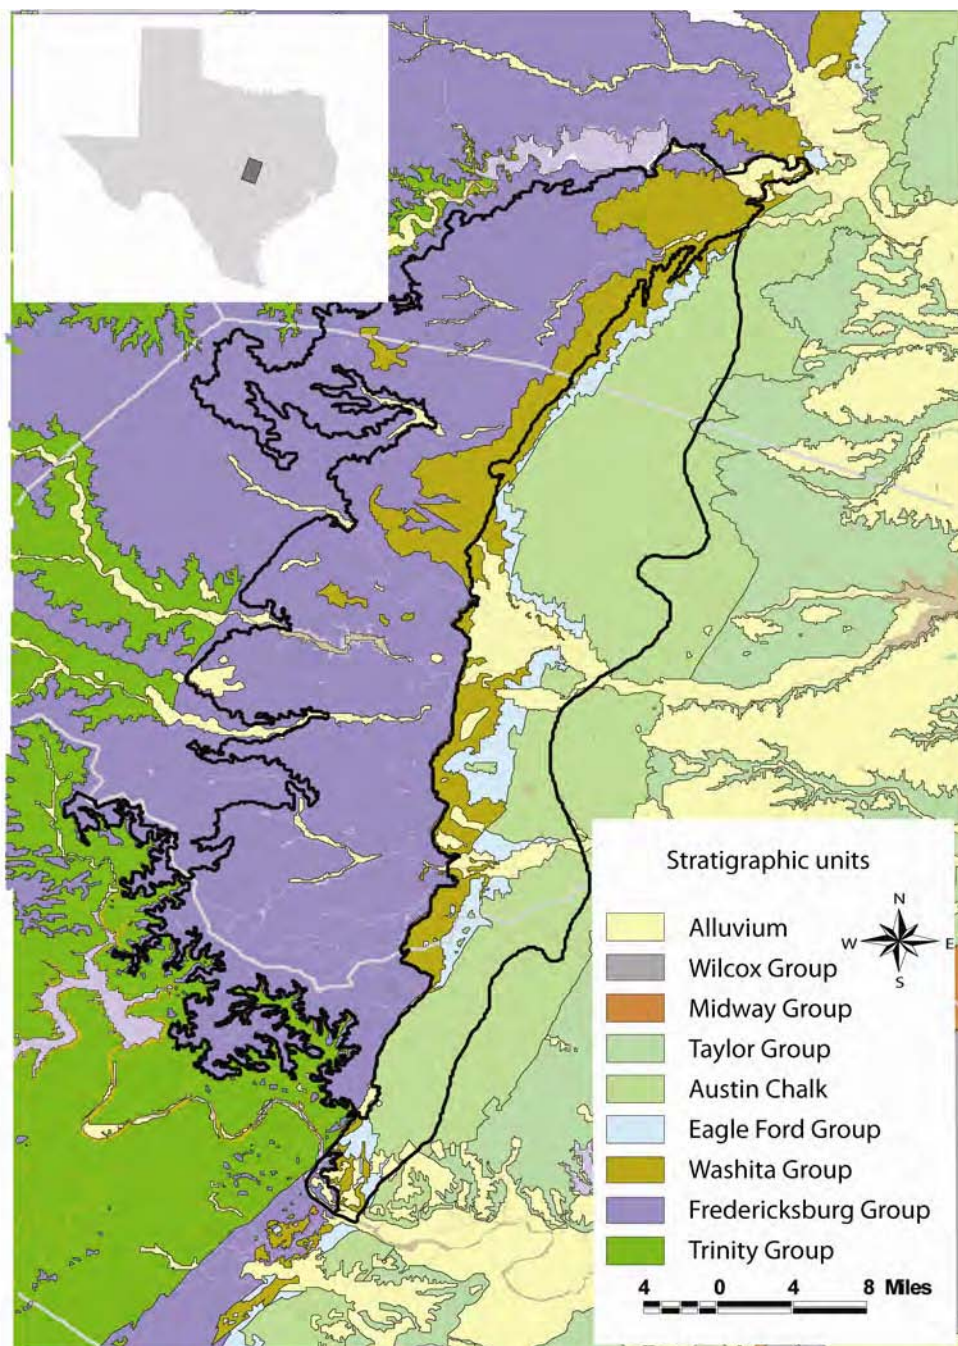 Stratigraphic units
N
W E
S
Alluvium
Wilcox Group
Midway Group
Taylor Group
Austin Chalk
Eagle Ford Group
Washita Group
Fredericksburg Group
Trinity Group
4 0 4 8 Miles